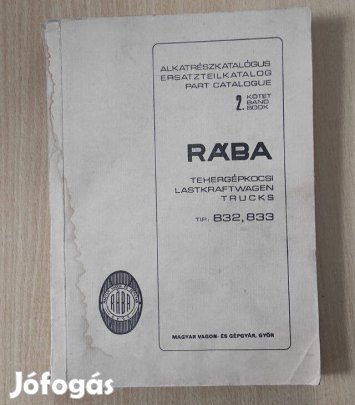 ALKATRÉSZKATALÓGUS
ERSATZTEILKATALOG
PART CATALOGUE
2. KÖTET
BAND
BOOK
RÁBA
TEHERGÉPKOCSI
LASTKRAFTWAGEN
TRUCKS
TIP. 832, 833
RÁBA
MAGYAR VAGON- ÉS GÉPGYÁR, GYŐR
Jófogás